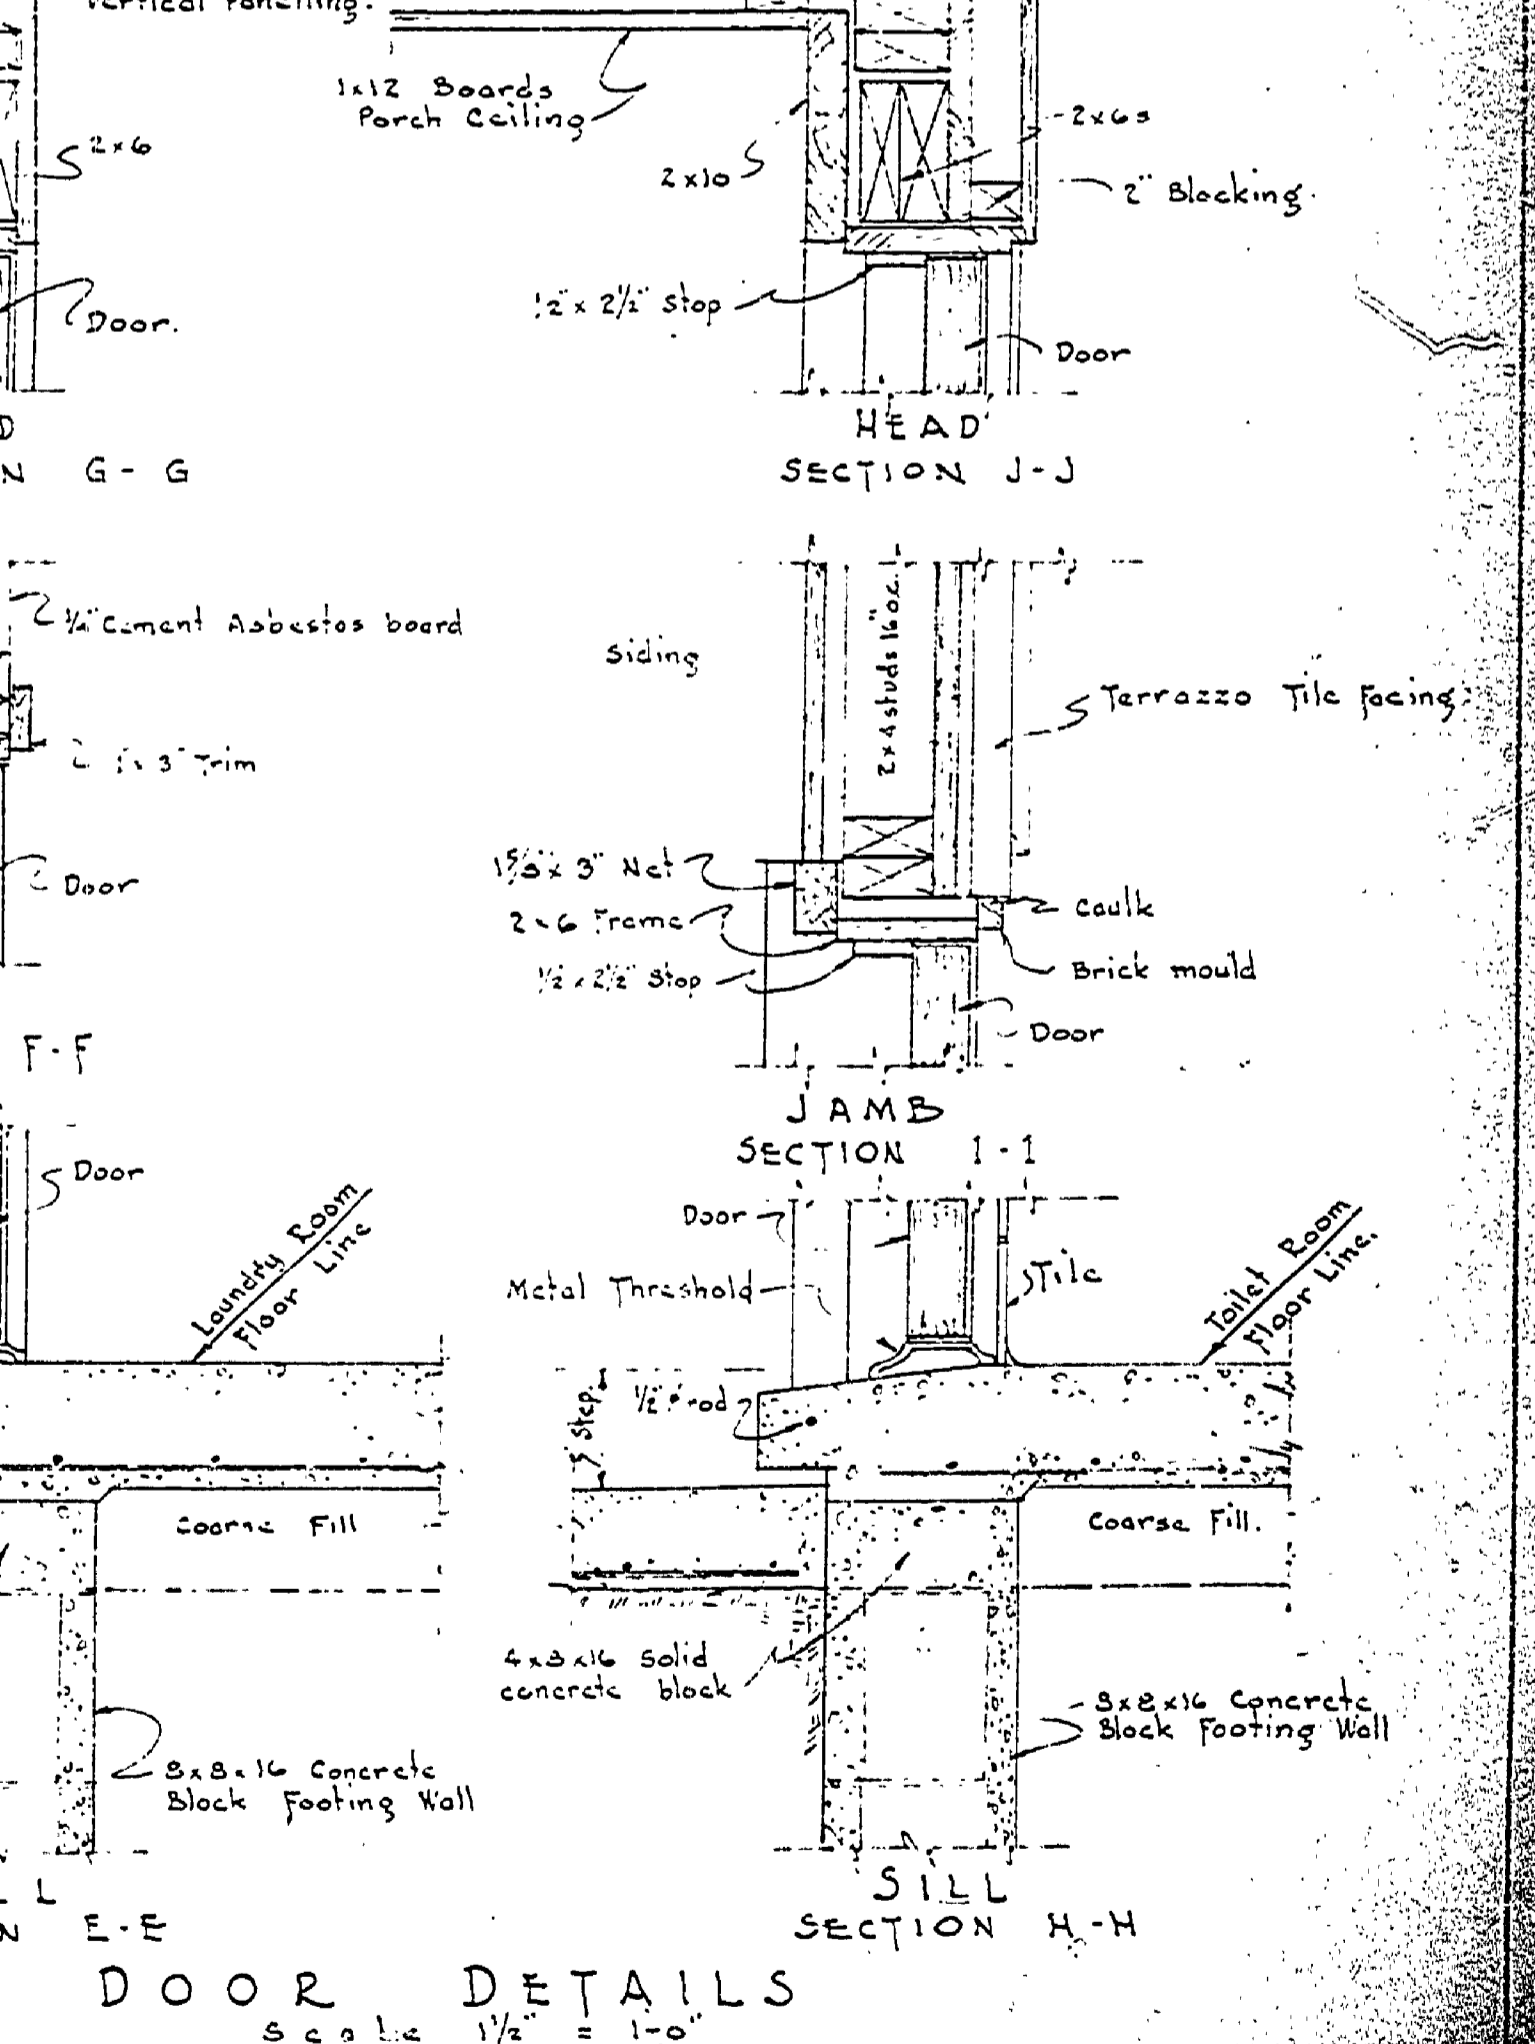 Vertical Panelling.
1x12 Boards
Porch Ceiling
2x6
2x10
2x6s
2" Blocking.
Door.
1/2" x 2 1/2" Stop
Door
HEAD
SECTION J-J
G-G
1/4" Cement Asbestos board
1 x 3" Trim
Door
F-F
Siding
2x4 studs 16" o.c.
Terrazzo Tile Facing
1 5/8" x 3" Net
2x6 Frame
1/2 x 2 1/2" Stop
Caulk
Brick mould
Door
JAMB
SECTION I-I
Door
Laundry Room
Floor Line
Door
Metal Threshold
Tile
Toilet Room
Floor Line.
Step
1/2" rod
Coarse Fill
Coarse Fill.
4x8x16 Solid
concrete block
8x8x16 Concrete
Block Footing Wall
8x8x16 Concrete
Block Footing Wall
E-E
SILL
SECTION H-H
DOOR DETAILS
Scale 1 1/2" = 1-0"